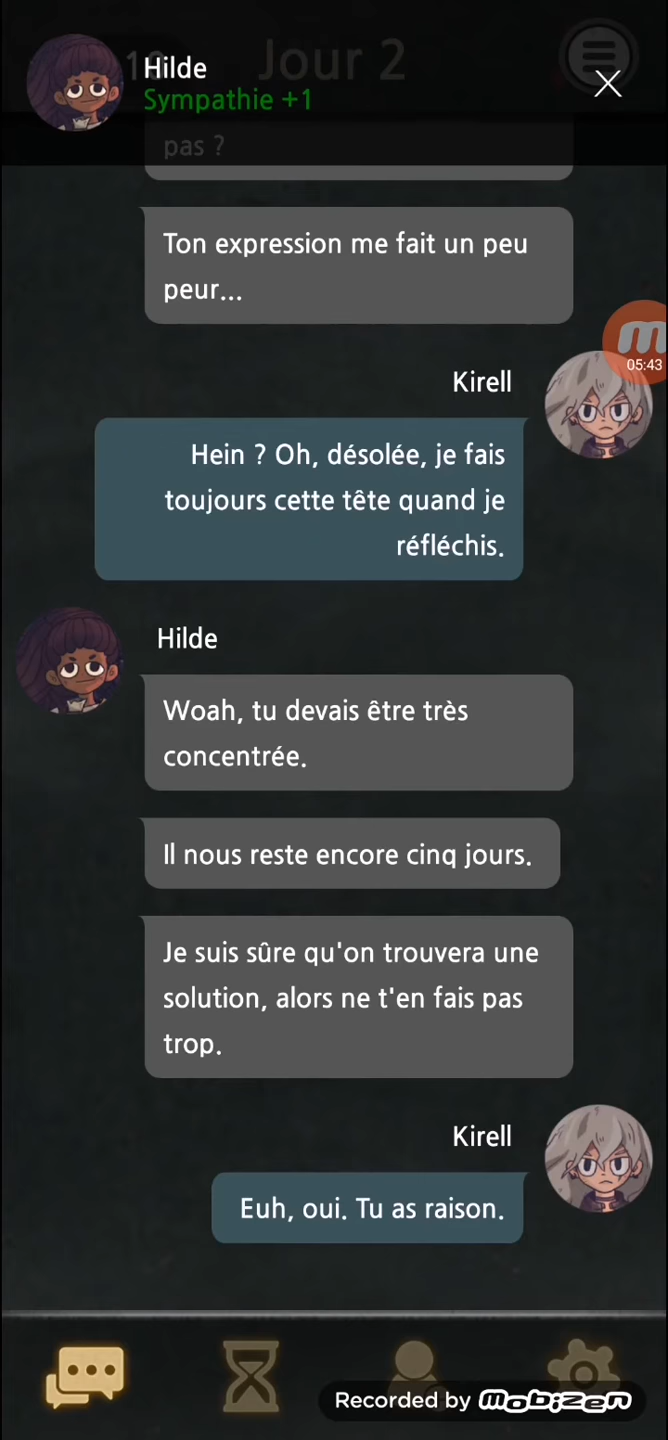 Jour 2
Hilde
Sympathie +1
pas ?
Ton expression me fait un peu
peur...
05:43
Kirell
Hein ? Oh, désolée, je fais
toujours cette tête quand je
réfléchis.
Hilde
Woah, tu devais être très
concentrée.
Il nous reste encore cinq jours.
Je suis sûre qu'on trouvera une
solution, alors ne t'en fais pas
trop.
Kirell
Euh, oui. Tu as raison.
Recorded by mobizen